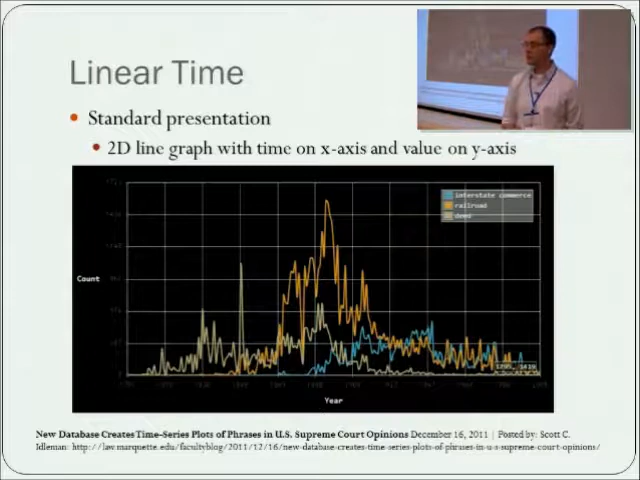 Linear Time
Standard presentation
2D line graph with time on x-axis and value on y-axis
interstate commerce
railroad
Count
Year
New Database Creates Time-Series Plots of Phrases in U.S. Supreme Court Opinions December 16, 2011 | Posted by: Scott C.
Idleman: http://law.marquette.edu/facultyblog/2011/12/16/new-database-creates-time-series-plots-of-phrases-in-u-s-supreme-court-opinions/